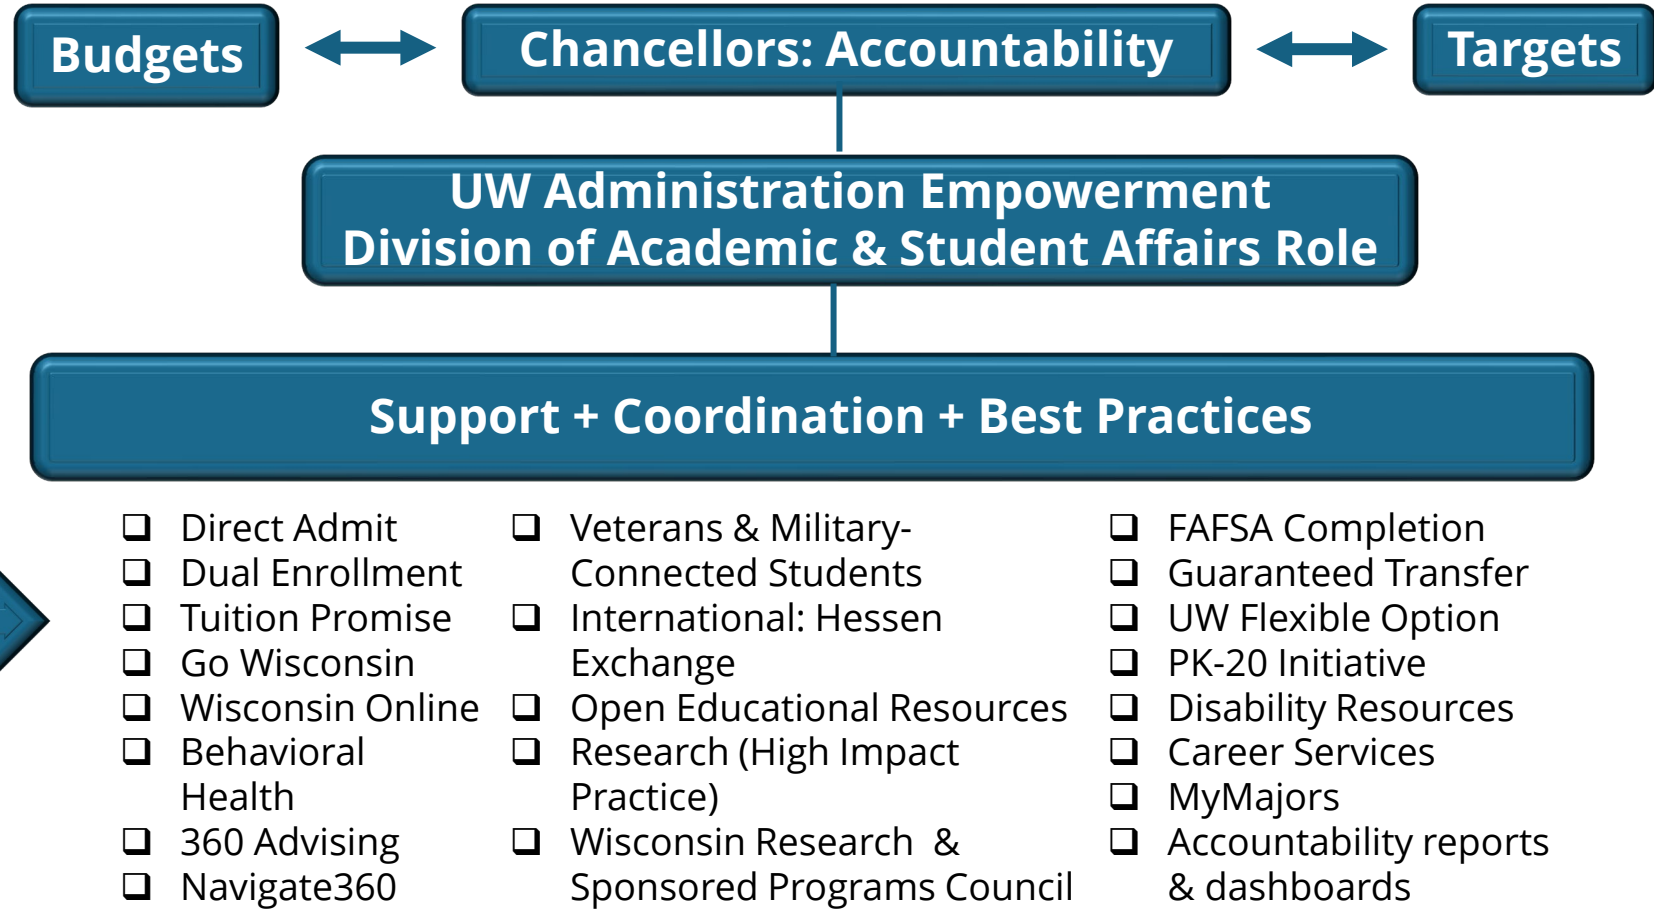 Budgets
Chancellors: Accountability
Targets
UW Administration Empowerment
Division of Academic & Student Affairs Role
Support + Coordination + Best Practices
❑ Direct Admit
❑ Dual Enrollment
❑ Tuition Promise
❑ Go Wisconsin
❑ Wisconsin Online
❑ Behavioral
Health
❑ 360 Advising
❑ Navigate360
❑ Veterans & Military-
Connected Students
❑ International: Hessen
Exchange
❑ Open Educational Resources
❑ Research (High Impact
Practice)
❑ Wisconsin Research  &
Sponsored Programs Council
❑ FAFSA Completion
❑ Guaranteed Transfer
❑ UW Flexible Option
❑ PK-20 Initiative
❑ Disability Resources
❑ Career Services
❑ MyMajors
❑ Accountability reports
& dashboards